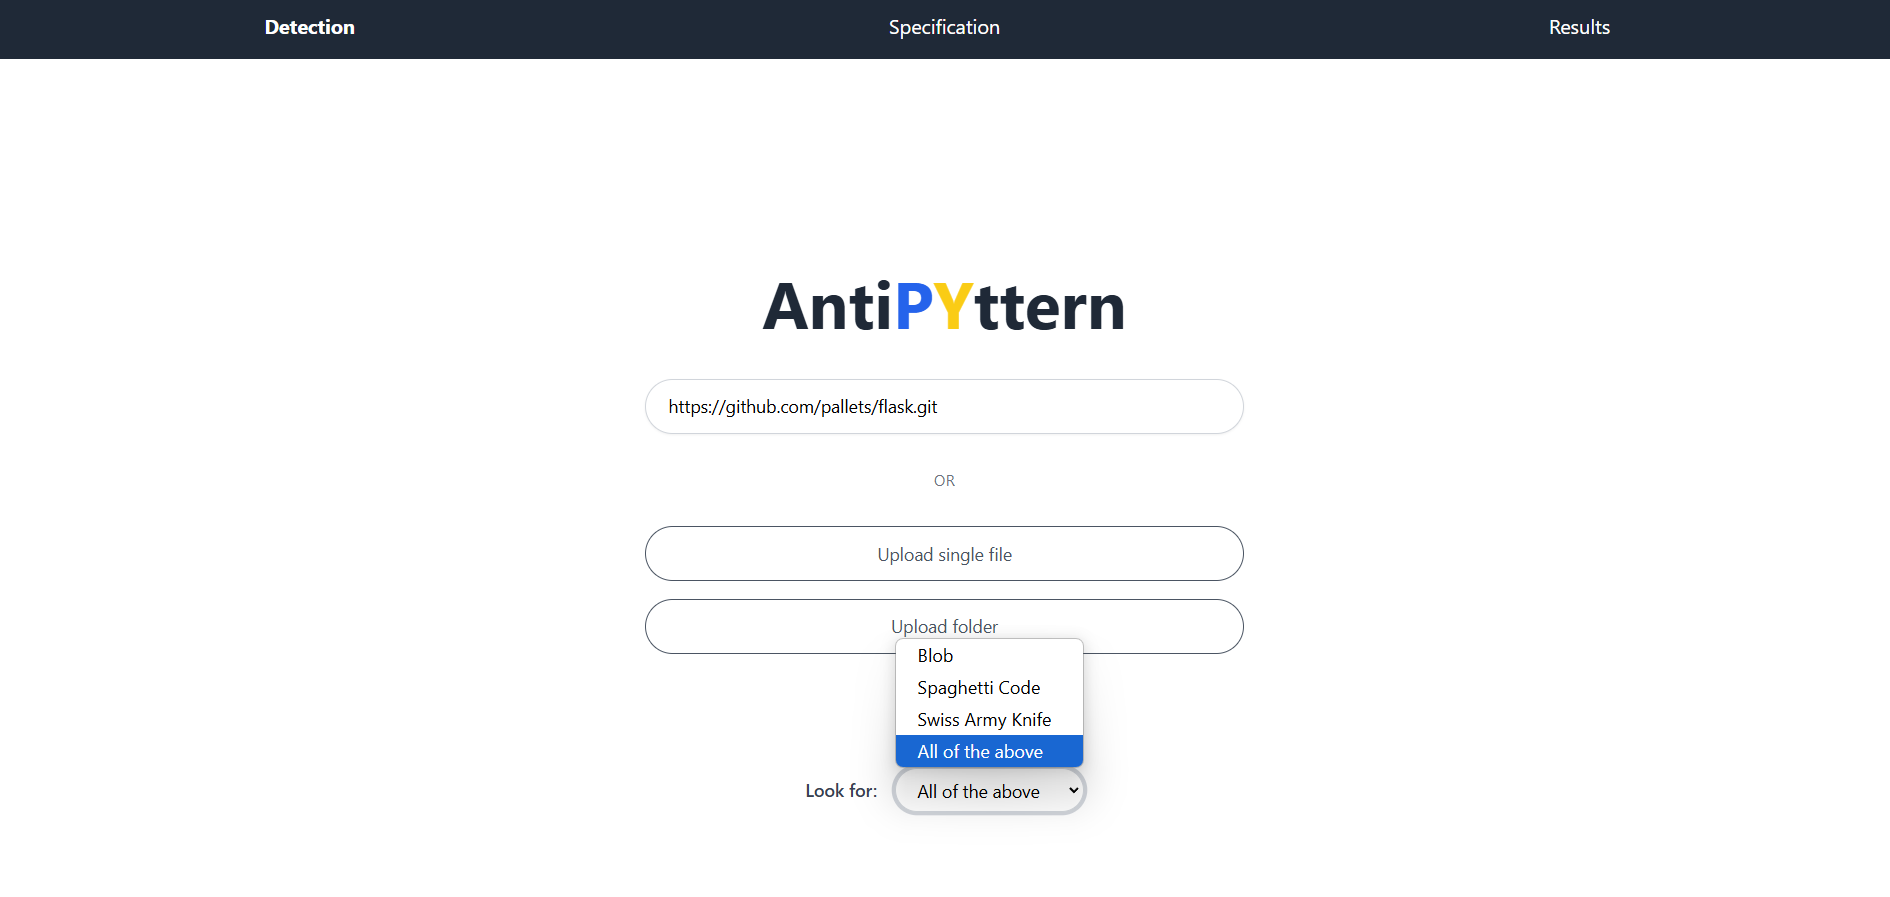 Detection Specification Results
AntiPYttern
https://github.com/pallets/flask.git
OR
Upload single file
Upload folder
Blob
Spaghetti Code
Swiss Army Knife
All of the above
Look for: All of the above